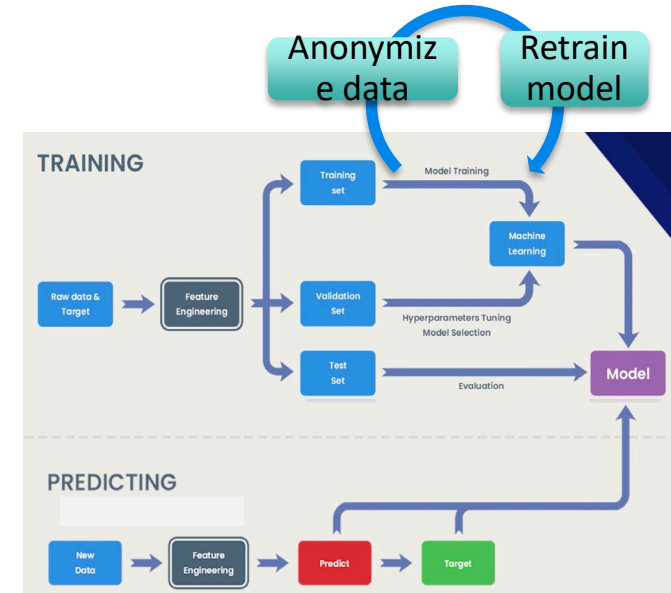 Anonymiz
e data
Retrain
model
TRAINING
Training
set
Model Training
Machine
Learning
Raw data &
Target
Feature
Engineering
Validation
Set
Hyperparameters Tuning
Model Selection
Test
Set
Evaluation
Model
PREDICTING
New
Data
Feature
Engineering
Predict
Target